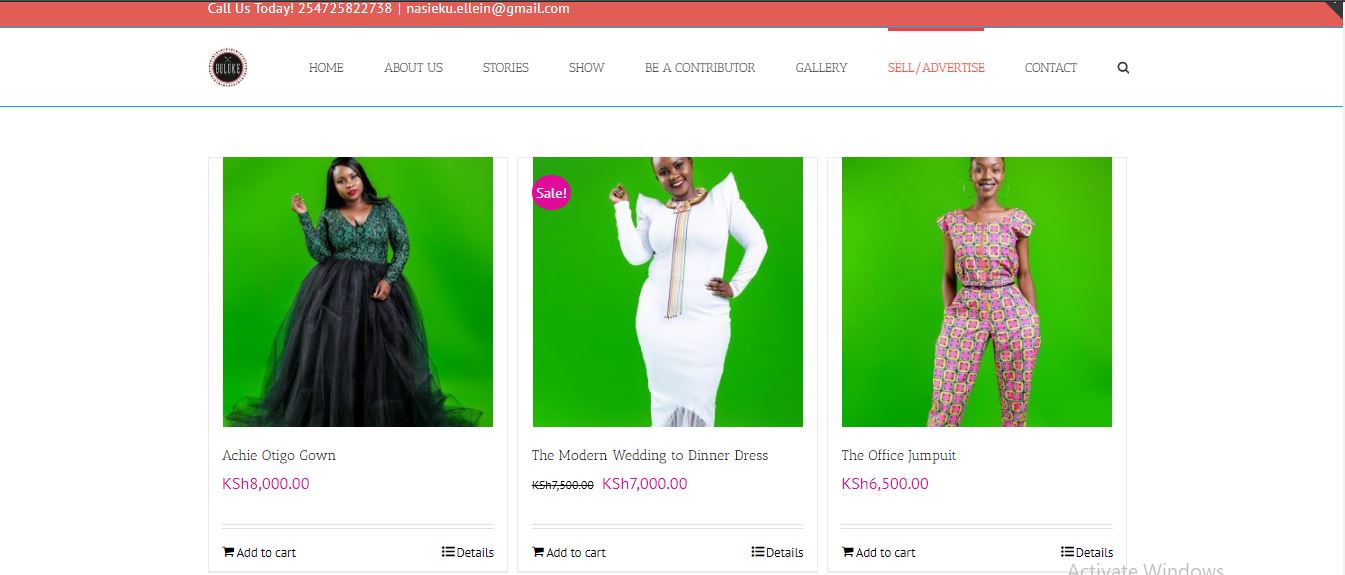 Call Us Today! 254725822738 | nasieku.ellein@gmail.com
BULUKE
HOME ABOUT US STORIES SHOW BE A CONTRIBUTOR GALLERY SELL/ADVERTISE CONTACT
Sale!
Achie Otigo Gown The Modern Wedding to Dinner Dress The Office Jumpuit
KSh8,000.00 KSh7,500.00 KSh7,000.00 KSh6,500.00
Add to cart Details Add to cart Details Add to cart Details
Activate Windows